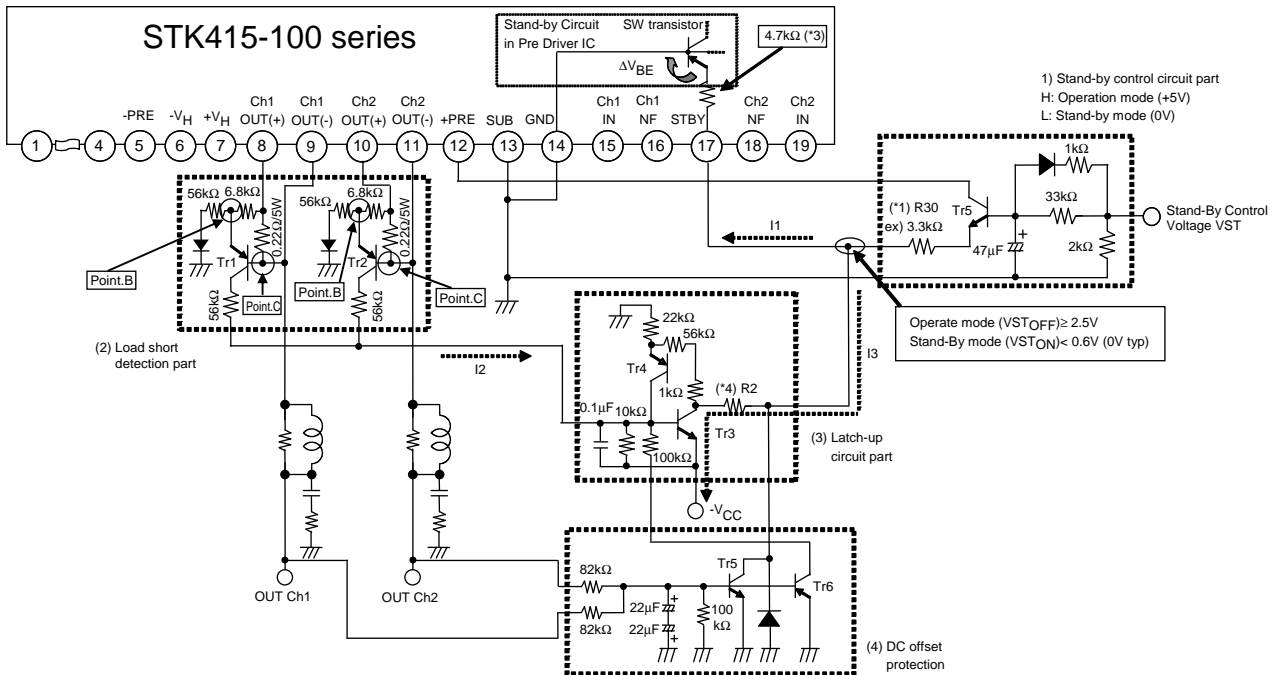 STK415-100 series
Stand-by Circuit
in Pre Driver IC
SW transistor
ΔVBE
4.7kΩ (*3)
1) Stand-by control circuit part
H: Operation mode (+5V)
L: Stand-by mode (0V)
-PRE
-VH
+VH
Ch1
OUT(+)
Ch1
OUT(-)
Ch2
OUT(+)
Ch2
OUT(-)
+PRE
SUB
GND
Ch1
IN
Ch1
NF
STBY
Ch2
NF
Ch2
IN
1
4
5
6
7
8
9
10
11
12
13
14
15
16
17
18
19
56kΩ
6.8kΩ
0.22Ω/5W
Tr1
56kΩ
Point.B
Point.C
56kΩ
6.8kΩ
0.22Ω/5W
Tr2
56kΩ
Point.B
Point.C
(2) Load short
detection part
I2
I1
I3
(*1) R30
ex) 3.3kΩ
Tr5
1kΩ
33kΩ
47µF
+
2kΩ
Stand-By Control
Voltage VST
Operate mode (VSTOFF)≥ 2.5V
Stand-By mode (VSTON)< 0.6V (0V typ)
22kΩ
56kΩ
Tr4
1kΩ
(*4) R2
0.1µF
10kΩ
Tr3
100kΩ
(3) Latch-up
circuit part
-VCC
OUT Ch1
OUT Ch2
82kΩ
82kΩ
22µF
+
22µF
+
100
kΩ
Tr5
Tr6
(4) DC offset
protection